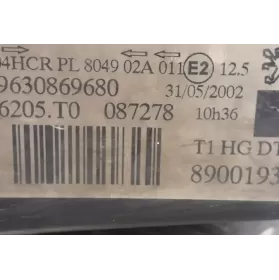 04HCR PL 8049 02A 011 E2 12.5
9630869680 31/05/2002
6205.T0 087278 10h36
T1 HG DT
8900193